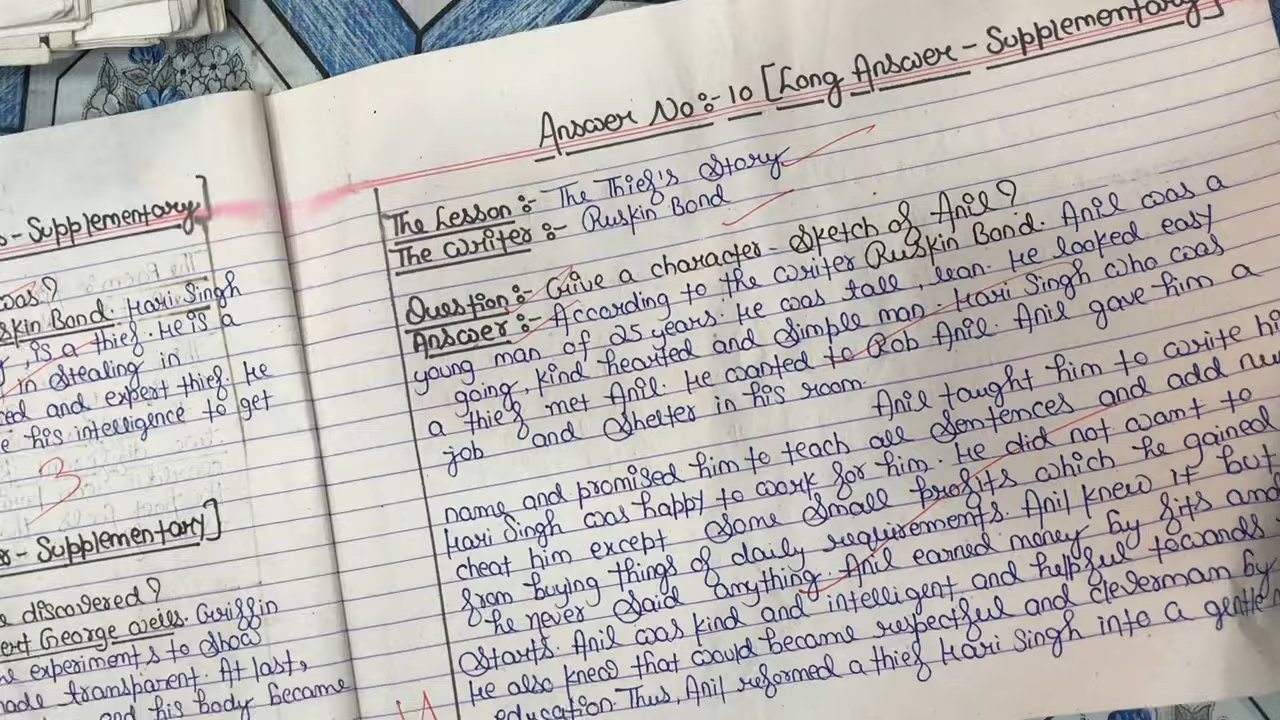 s - Supplementary]
was?
skin Bond. Hari Singh
, is a thief. He is a
in stealing in
ced and expert thief. He
e his intelligence to get
3
er - Supplementary]
e discovered?
ert George Wells. Griffin
experiments to show
made transparent. At last,
and his body became
Answer No:- 10 [Long Answer - Supplementary]
The Lesson:- The Thief's Story
The Writer:- Ruskin Bond
Question:- Give a character - sketch of Anil?
Answer:- According to the writer Ruskin Bond. Anil was a
young man of 25 years. He was tall, lean. He looked easy
going, kind hearted and simple man. Hari Singh who was
a thief met Anil. He wanted to Rob Anil. Anil gave him a
job and Shelter in his room.
Anil taught him to write hi
name and promised him to teach all Sentences and add nu
Hari Singh was happy to work for him. He did not want to
cheat him except some small profits which he gained
from buying things of daily requirements. Anil knew it but
he never said anything. Anil earned money by fits and
starts. Anil was kind and intelligent and helpful towards
He also knew that would become respectful and cleverman by
education. Thus, Anil reformed a thief Hari Singh into a gentle